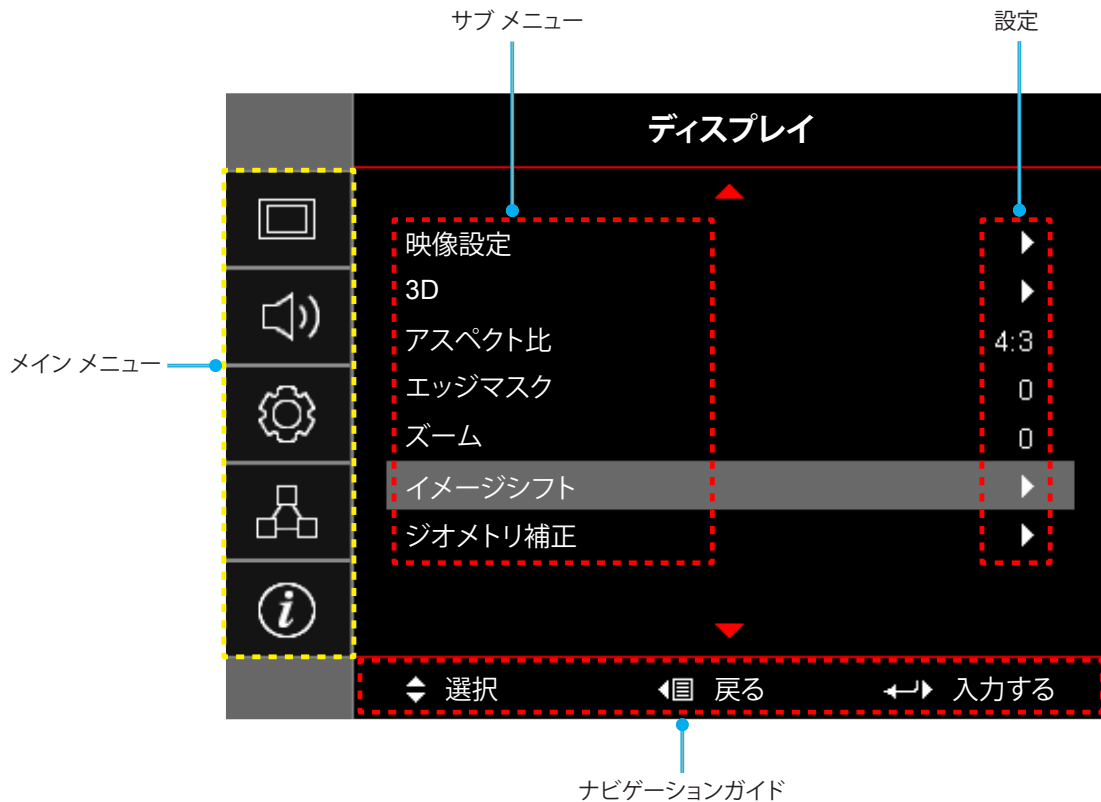 サブ メニュー
設定
ディスプレイ
映像設定
3D
アスペクト比 4:3
メイン メニュー
エッジマスク 0
ズーム 0
イメージシフト
ジオメトリ補正
選択 戻る 入力する
ナビゲーションガイド